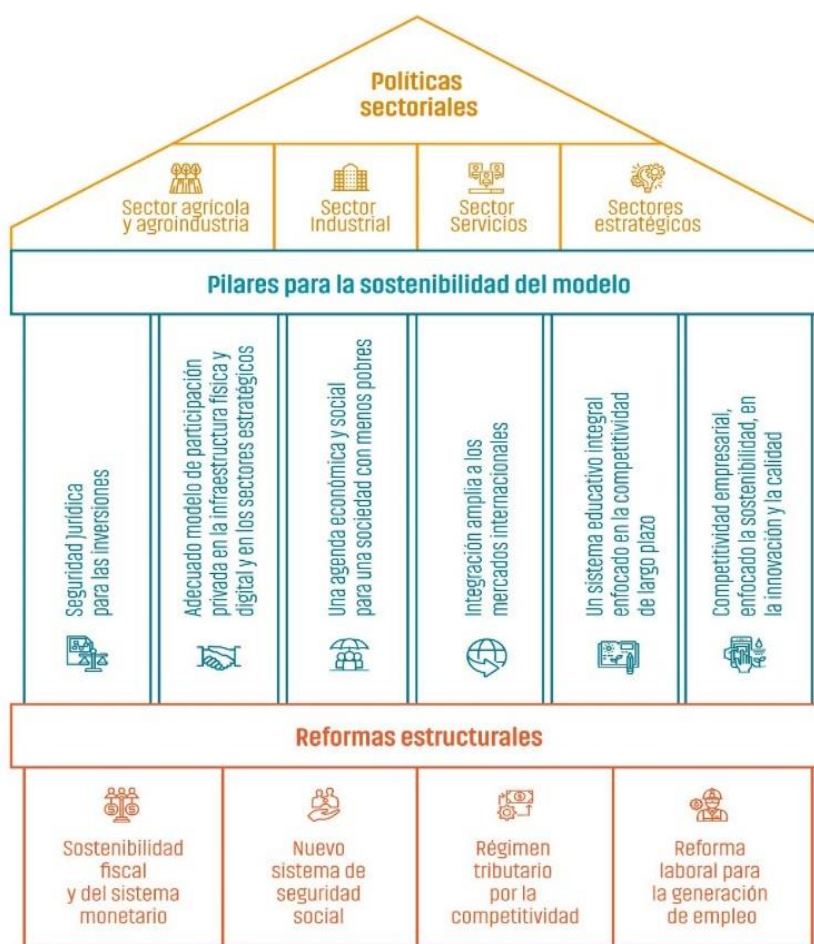 Políticas
sectoriales
Sector agrícola
y agroindustria
Sector
Industrial
Sector
Servicios
Sectores
estratégicos
Pilares para la sostenibilidad del modelo
Seguridad jurídica
para las inversiones
Adecuado modelo de participación
privada en la infraestructura física y
digital y en los sectores estratégicos
Una agenda económica y social
para una sociedad con menos pobres
Integración amplia a los
mercados internacionales
Un sistema educativo integral
enfocado en la competitividad
de largo plazo
Competitividad empresarial,
enfocado la sostenibilidad, en
la innovación y la calidad
Reformas estructurales
Sostenibilidad
fiscal
y del sistema
monetario
Nuevo
sistema de
seguridad
social
Régimen
tributario
por la
competitividad
Reforma
laboral para
la generación
de empleo